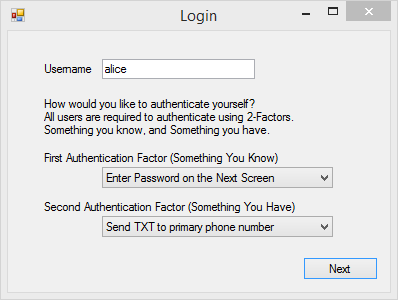 Login
Username alice
How would you like to authenticate yourself?
All users are required to authenticate using 2-Factors.
Something you know, and Something you have.
First Authentication Factor (Something You Know)
Enter Password on the Next Screen
Second Authentication Factor (Something You Have)
Send TXT to primary phone number
Next